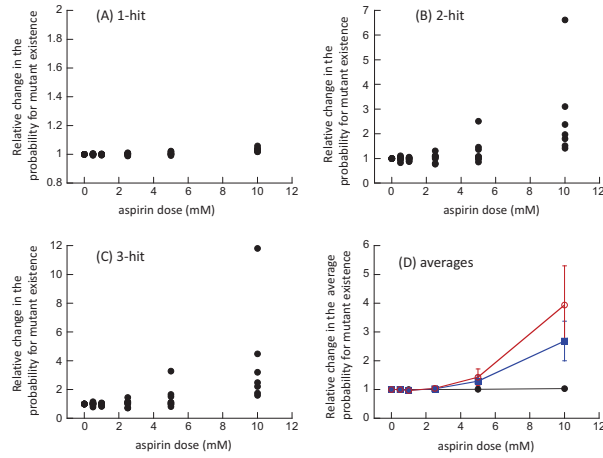 (A) 1-hit
Relative change in the
probability for mutant existence
2
1.8
1.6
1.4
1.2
1
0.8
0 2 4 6 8 10 12
aspirin dose (mM)
(B) 2-hit
Relative change in the
probability for mutant existence
7
6
5
4
3
2
1
0
0 2 4 6 8 10 12
aspirin dose (mM)
(C) 3-hit
Relative change in the
probability for mutant existence
12
10
8
6
4
2
0
0 2 4 6 8 10 12
aspirin dose (mM)
(D) averages
Relative change in the average
probability for mutant existence
6
5
4
3
2
1
0
0 2 4 6 8 10 12
aspirin dose (mM)